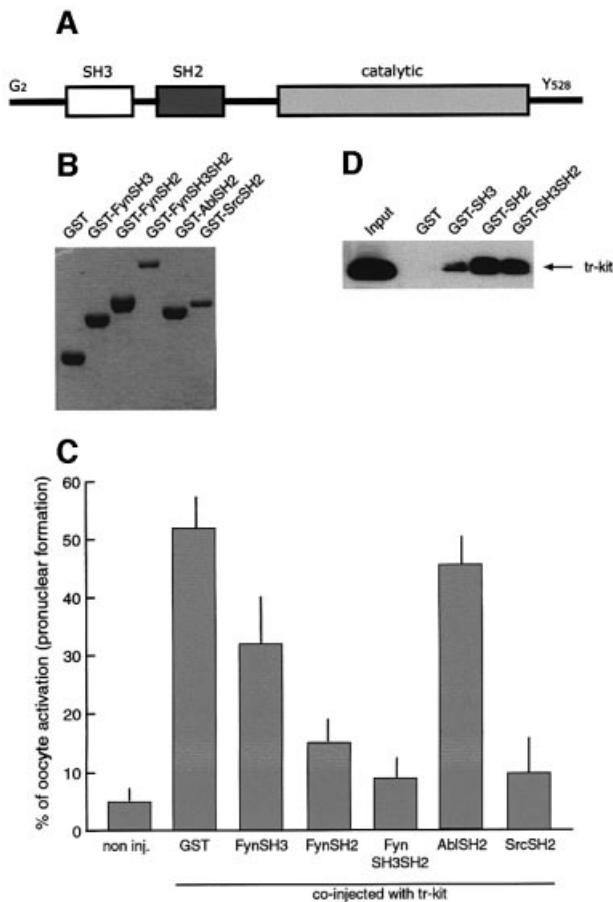 A
G2
SH3
SH2
catalytic
Y528
B
GST
GST-FynSH3
GST-FynSH2
GST-FynSH3SH2
GST-AblSH2
GST-SrcSH2
D
Input
GST
GST-SH3
GST-SH2
GST-SH3SH2
tr-kit
C
% of oocyte activation (pronuclear formation)
60
50
40
30
20
10
0
non inj.
GST
FynSH3
FynSH2
Fyn
SH3SH2
AblSH2
SrcSH2
co-injected with tr-kit